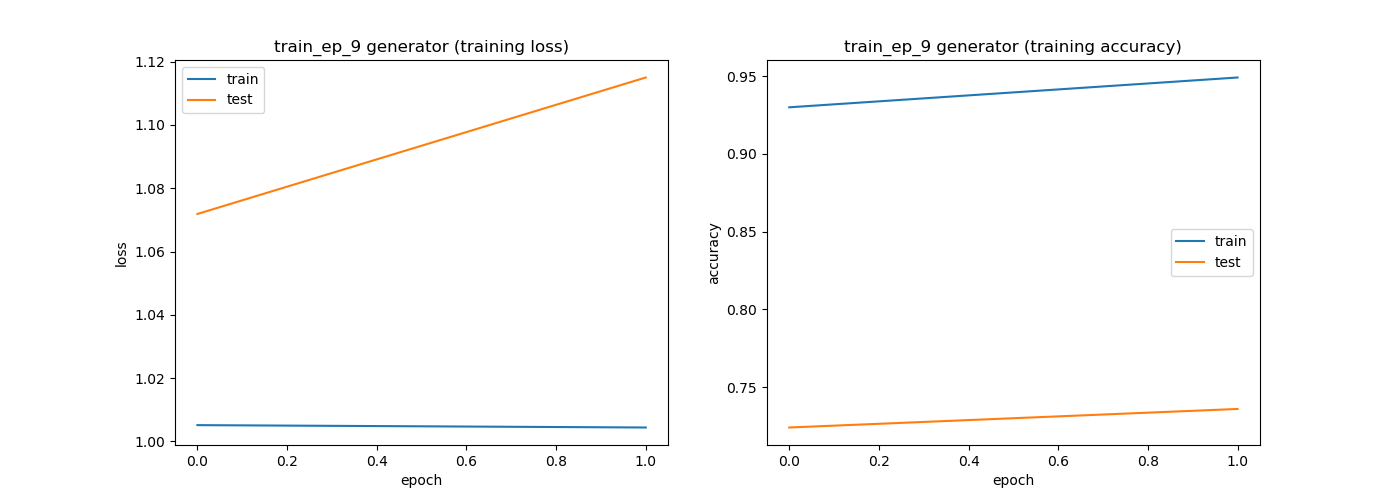 train_ep_9 generator (training loss)
1.12
1.10
1.08
1.06
1.04
1.02
1.00
loss
train
test
0.0 0.2 0.4 0.6 0.8 1.0
epoch
train_ep_9 generator (training accuracy)
0.95
0.90
0.85
0.80
0.75
accuracy
train
test
0.0 0.2 0.4 0.6 0.8 1.0
epoch